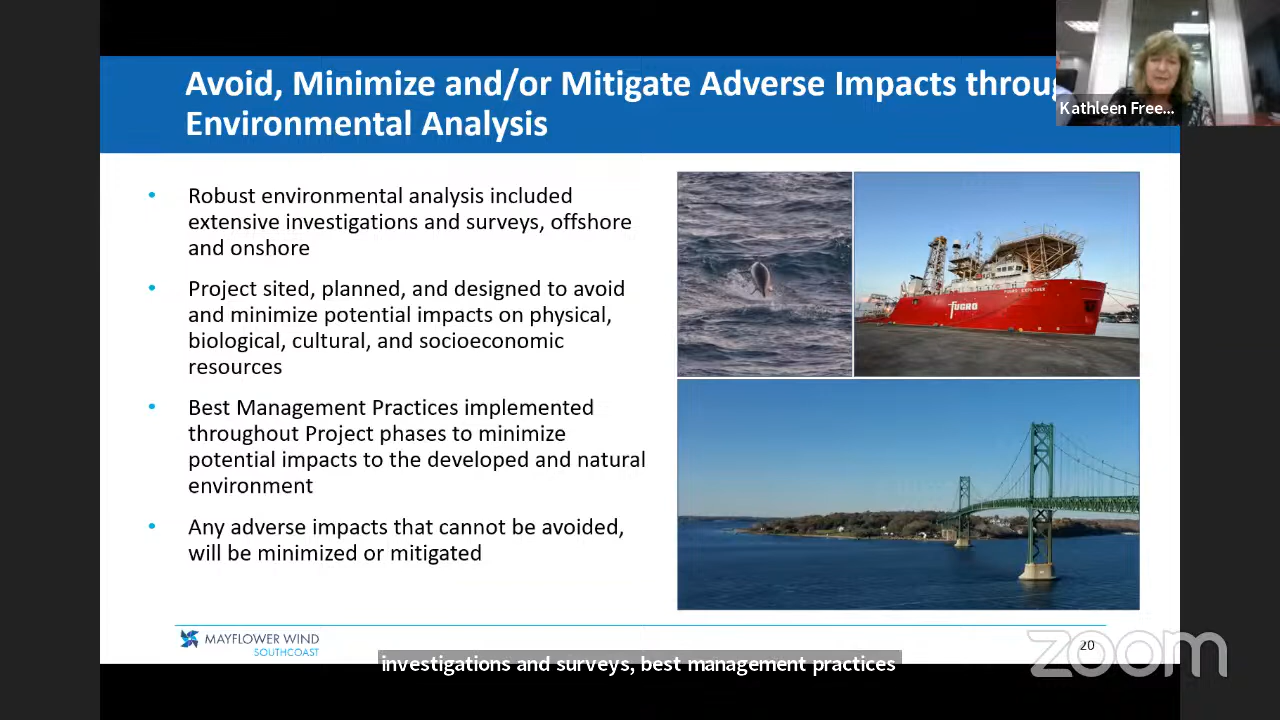 Avoid, Minimize and/or Mitigate Adverse Impacts throug
Environmental Analysis
Kathleen Free...
• Robust environmental analysis included
extensive investigations and surveys, offshore
and onshore
• Project sited, planned, and designed to avoid
and minimize potential impacts on physical,
biological, cultural, and socioeconomic
resources
• Best Management Practices implemented
throughout Project phases to minimize
potential impacts to the developed and natural
environment
• Any adverse impacts that cannot be avoided,
will be minimized or mitigated
FUGRO EXPLORER
FUGRO
MAYFLOWER WIND
SOUTHCOAST
20
zoom
investigations and surveys, best management practices